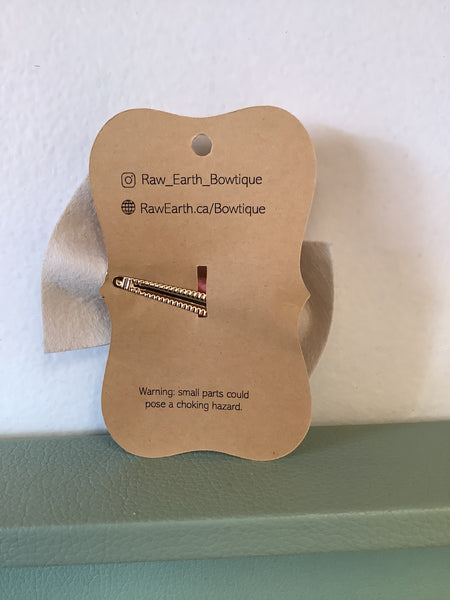 Raw_Earth_Bowtique
RawEarth.ca/Bowtique
Warning: small parts could
pose a choking hazard.